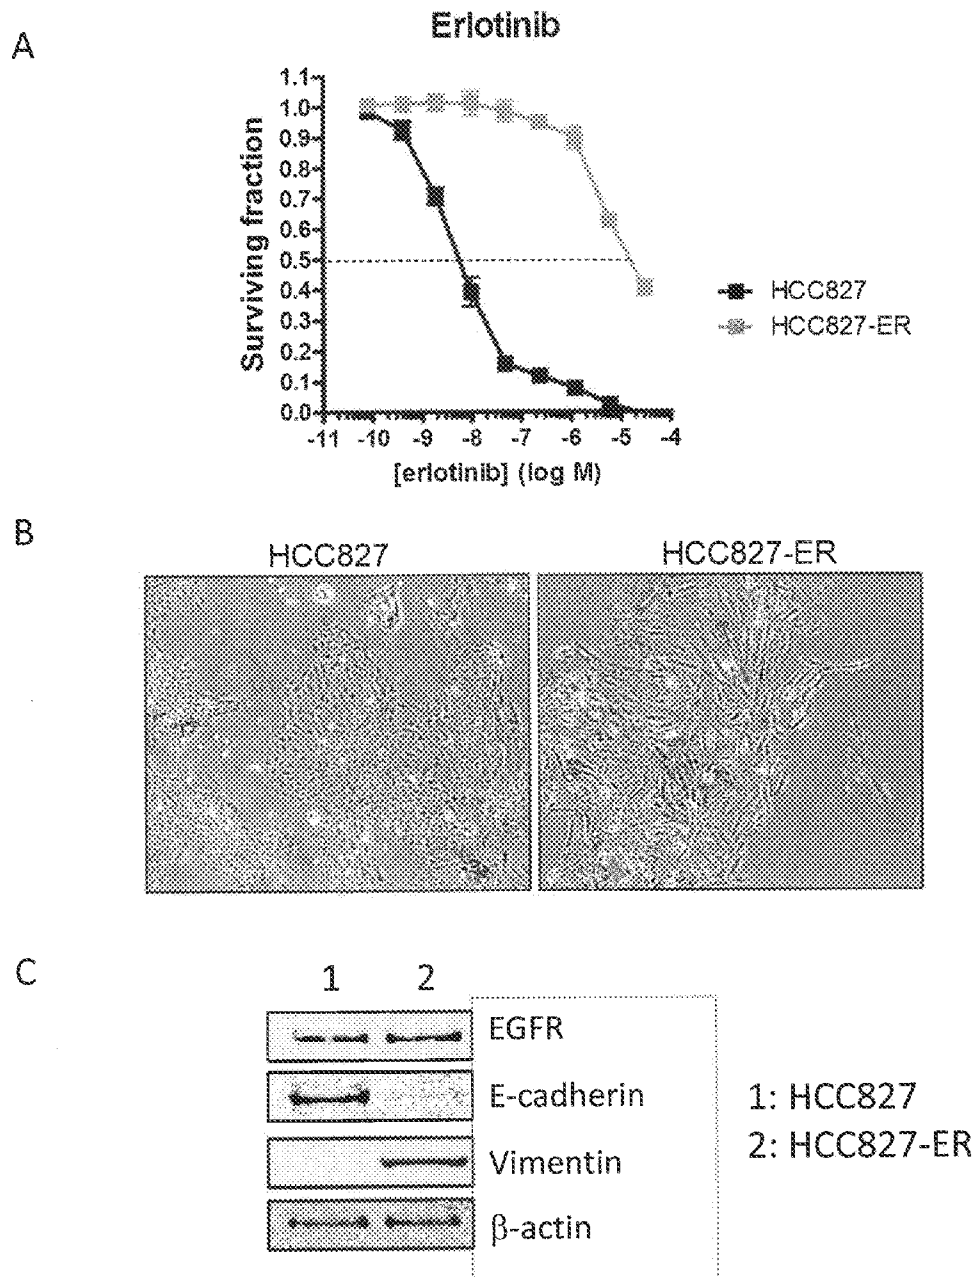 A
Erlotinib
Surviving fraction
1.1
1.0
0.9
0.8
0.7
0.6
0.5
0.4
0.3
0.2
0.1
0.0
-11 -10 -9 -8 -7 -6 -5 -4
[erlotinib] (log M)
HCC827
HCC827-ER
B
HCC827 HCC827-ER
C
1 2
EGFR
E-cadherin
Vimentin
β-actin
1: HCC827
2: HCC827-ER